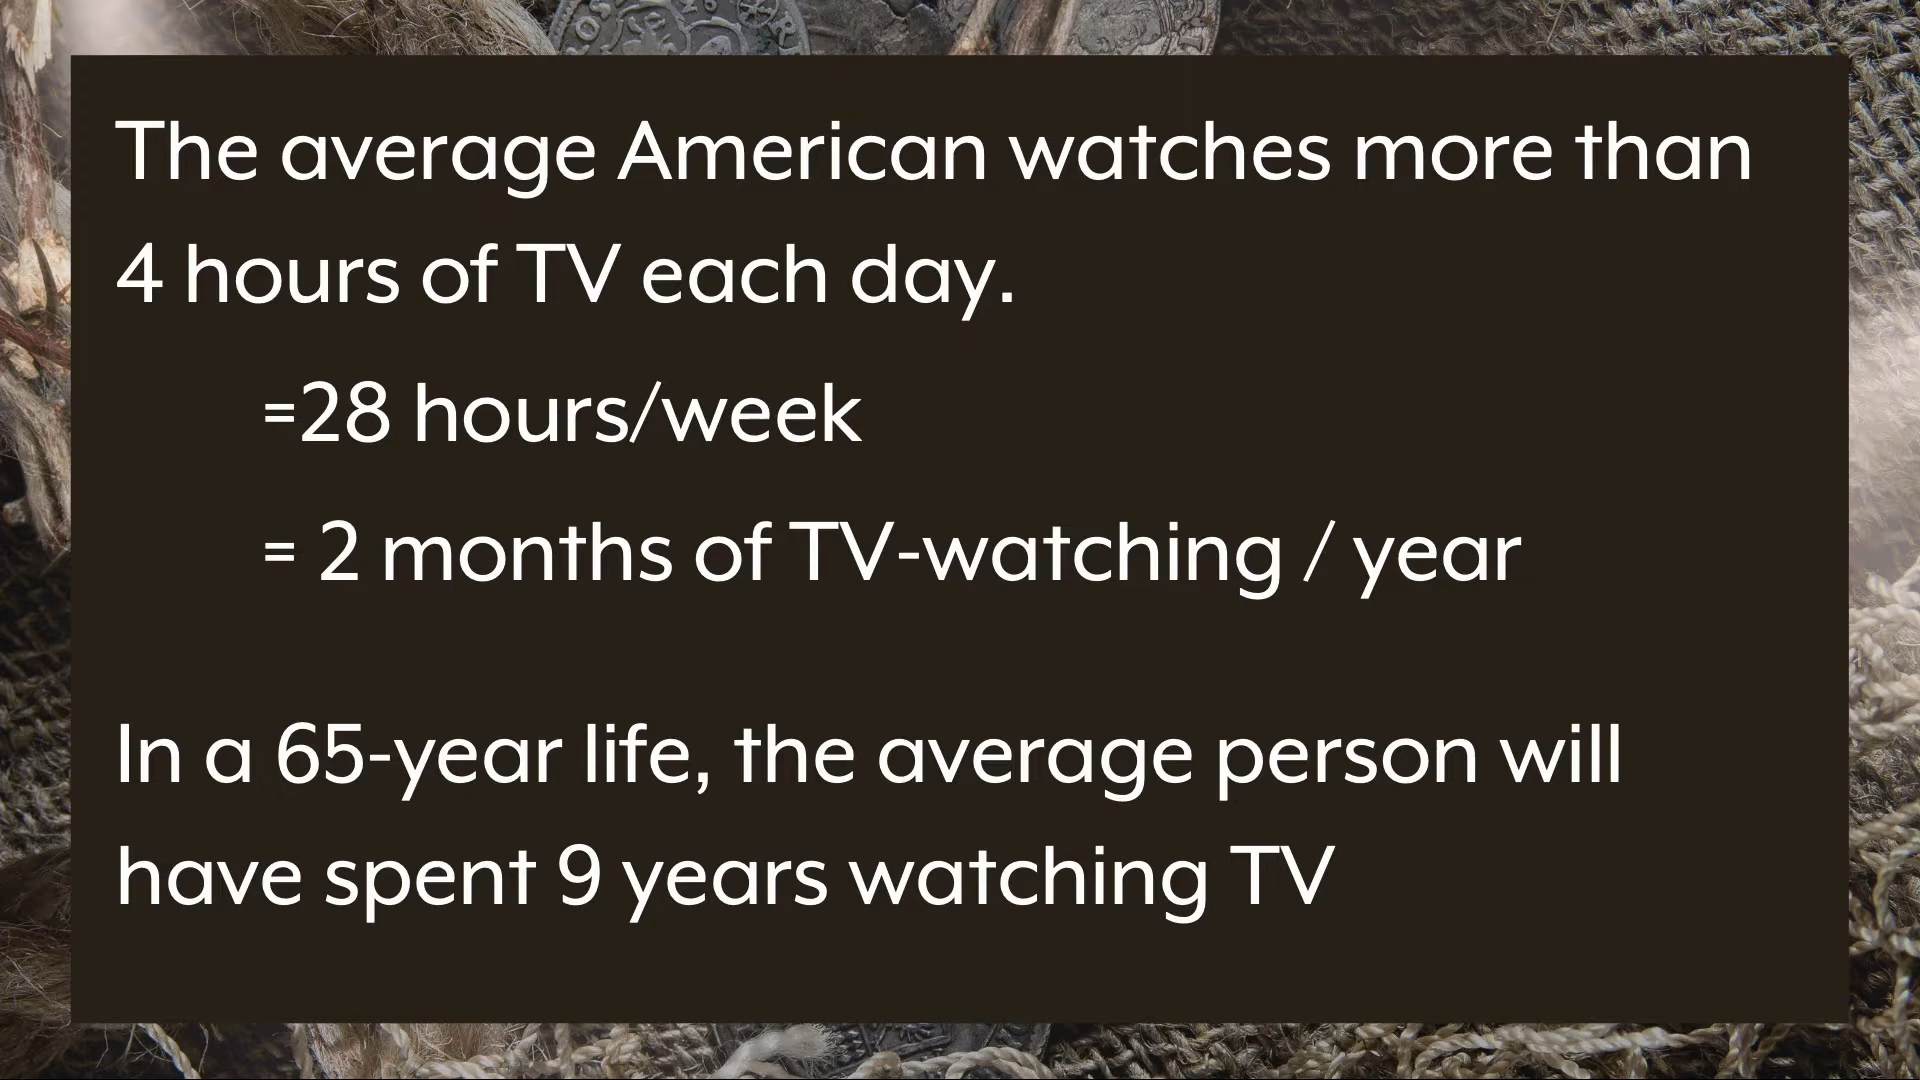 The average American watches more than
4 hours of TV each day.
=28 hours/week
= 2 months of TV-watching / year
In a 65-year life, the average person will
have spent 9 years watching TV